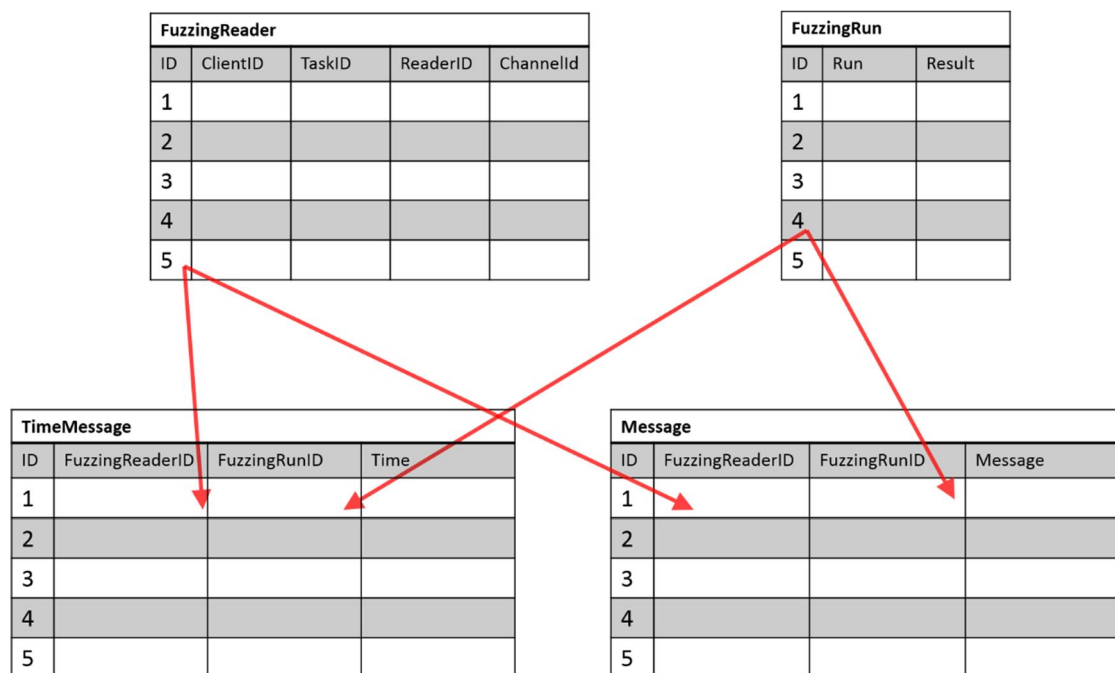 FuzzingReader
ID ClientID TaskID ReaderID ChannelId
1
2
3
4
5
FuzzingRun
ID Run Result
1
2
3
4
5
TimeMessage
ID FuzzingReaderID FuzzingRunID Time
1
2
3
4
5
Message
ID FuzzingReaderID FuzzingRunID Message
1
2
3
4
5